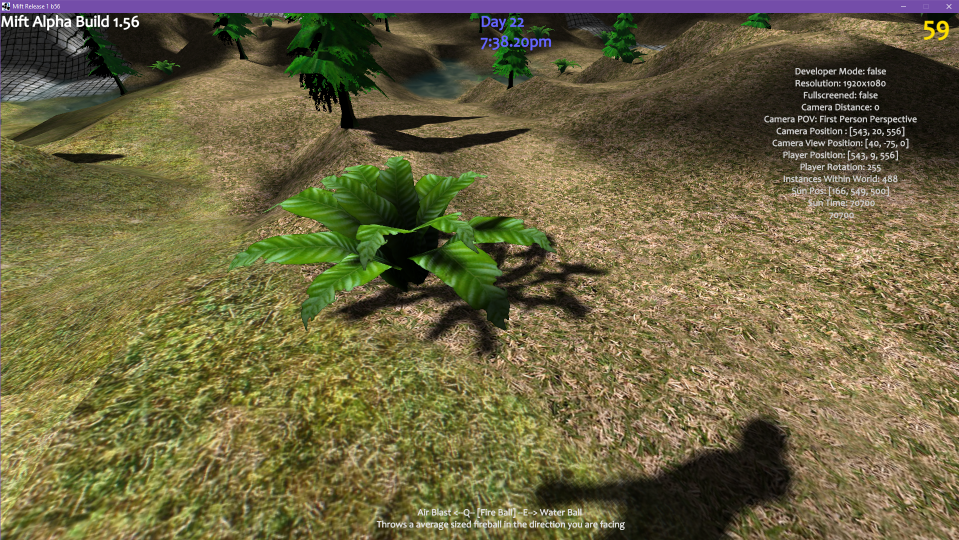 Mift Release 1 b56
Mift Alpha Build 1.56
Day 22
7:38.20pm
59
Developer Mode: false
Resolution: 1920x1080
Fullscreened: false
Camera Distance: 0
Camera POV: First Person Perspective
Camera Position : [543, 20, 556]
Camera View Position: [40, -75, 0]
Player Position: [543, 9, 556]
Player Rotation: 255
Instances Within World: 488
Sun Pos: [166, 549, 500]
Sun Time: 70700
70700
Air Blast <--Q-- [Fire Ball] --E--> Water Ball
Throws a average sized fireball in the direction you are facing